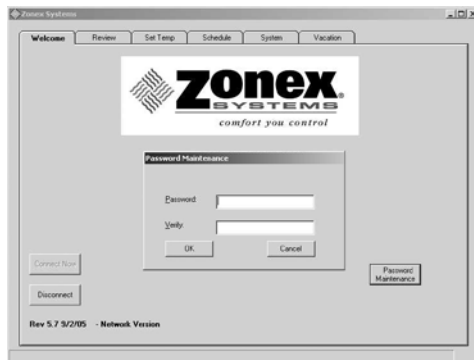 Zonex Systems
Welcome Review Set Temp Schedule System Vacation
ZONEX
SYSTEMS
comfort you control
Password Maintenance
Password:
Verify:
OK Cancel
Connect Now
Password
Maintenance
Disconnect
Rev 5.7 9/2/05 - Network Version